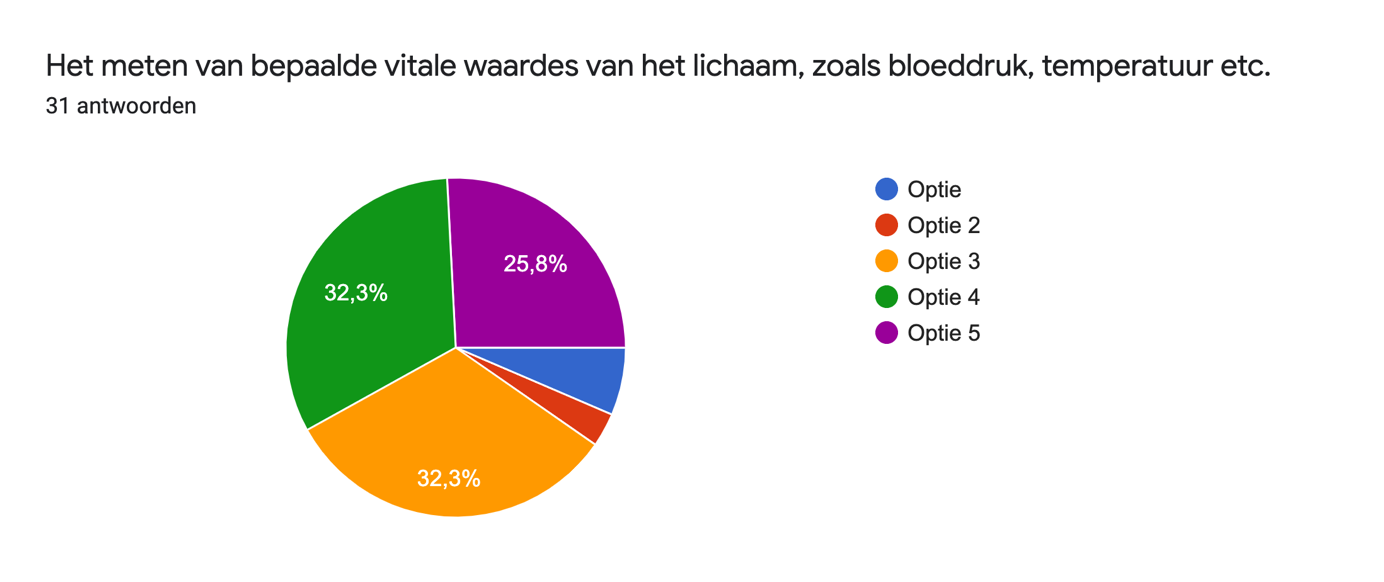 Het meten van bepaalde vitale waardes van het lichaam, zoals bloeddruk, temperatuur etc.
31 antwoorden
25,8%
32,3%
32,3%
Optie
Optie 2
Optie 3
Optie 4
Optie 5